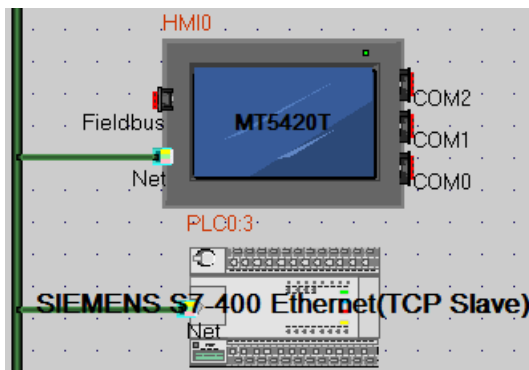 HMI0
COM2
Fieldbus
MT5420T
COM1
Net
COM0
PLC0:3
SIEMENS S7-400 Ethernet(TCP Slave)
Net